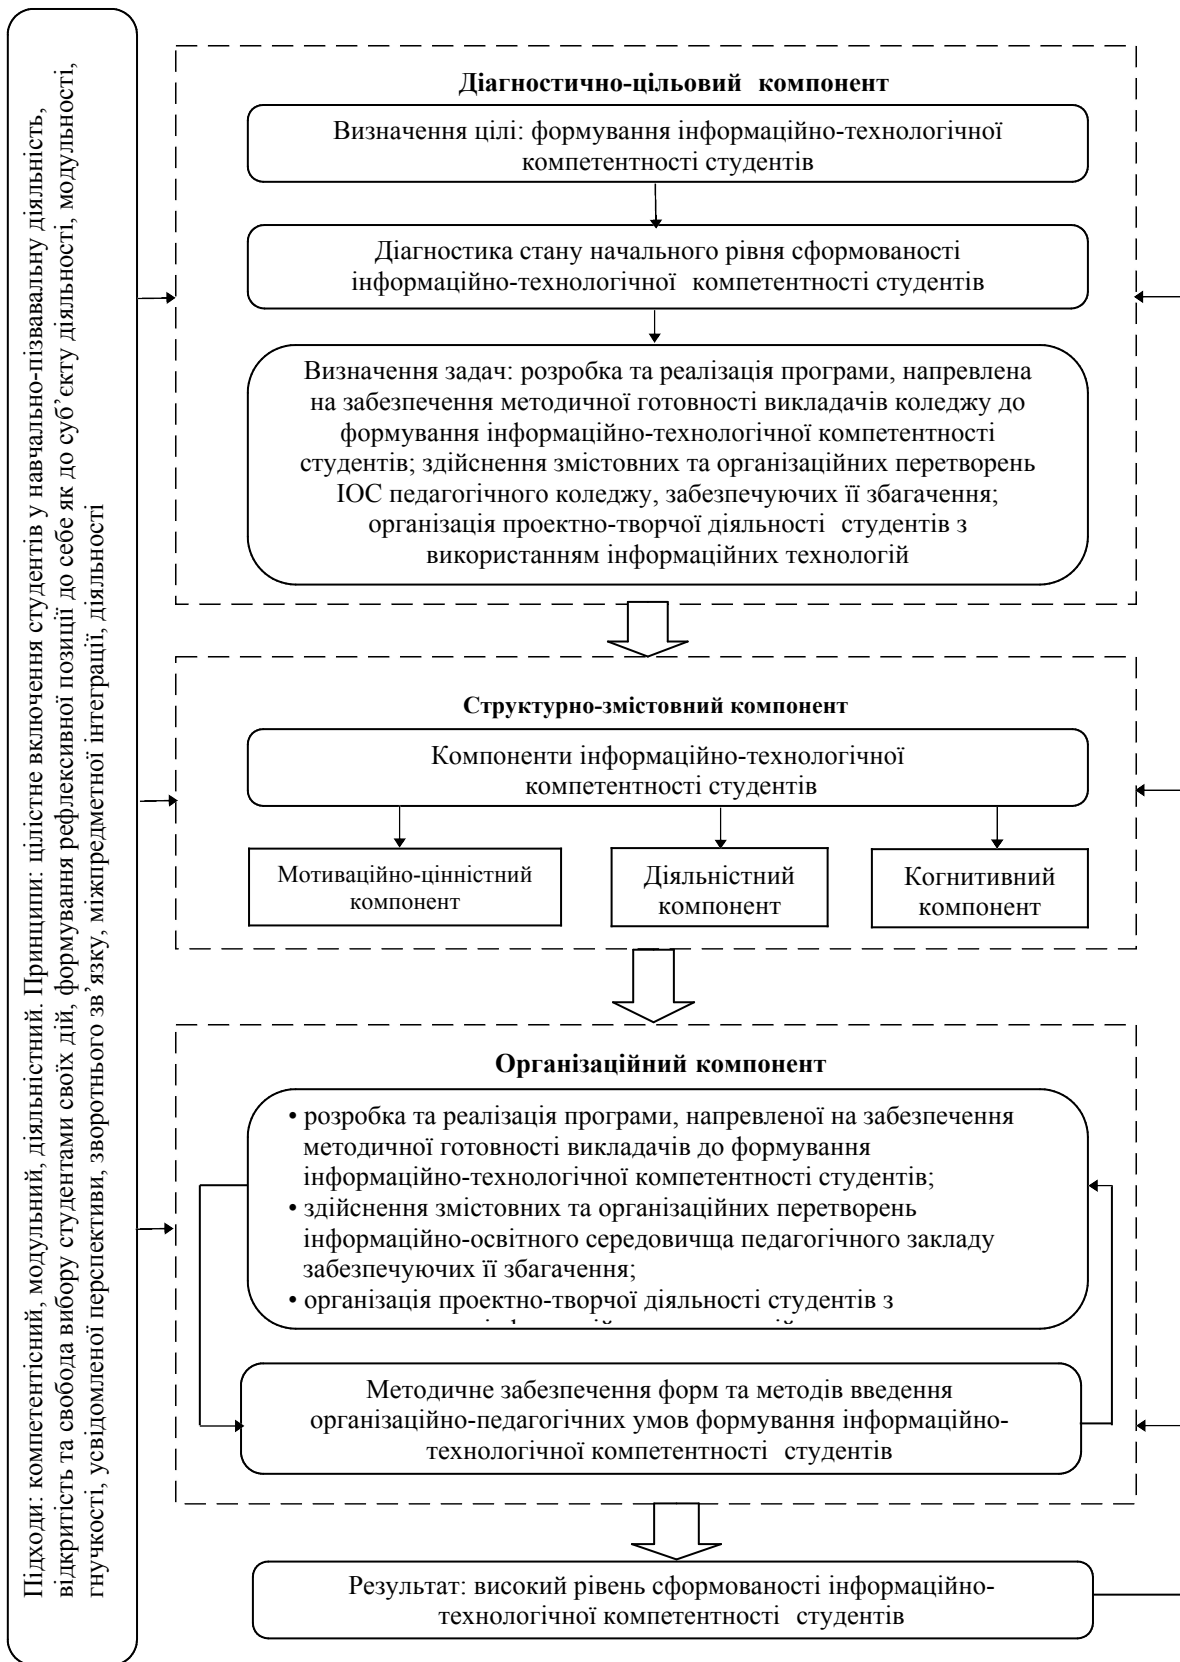 Підходи: компетентісний, модульний, діяльністний. Принципи: цілістне включення студентів у навчально-пізвавальну діяльність,
відкритість та свобода вибору студентами своїх дій, формування рефлексивної позиції до себе як до суб’єкту діяльності, модульності,
гнучкості, усвідомленої перспективи, зворотнього зв’язку, міжпредметної інтеграції, діяльності
Діагностично-цільовий компонент
Визначення цілі: формування інформаційно-технологічної
компетентності студентів
Діагностика стану начального рівня сформованості
інформаційно-технологічної компетентності студентів
Визначення задач: розробка та реалізація програми, напревлена
на забезпечення методичної готовності викладачів коледжу до
формування інформаційно-технологічної компетентності
студентів; здійснення змістовних та організаційних перетворень
ІОС педагогічного коледжу, забезпечуючих її збагачення;
організація проектно-творчої діяльності студентів з
використанням інформаційних технологій
Структурно-змістовний компонент
Компоненти інформаційно-технологічної
компетентності студентів
Мотиваційно-цінністний
компонент
Діяльністний
компонент
Когнитивний
компонент
Організаційний компонент
• розробка та реалізація програми, напревленої на забезпечення
методичної готовності викладачів до формування
інформаційно-технологічної компетентності студентів;
• здійснення змістовних та організаційних перетворень
інформаційно-освітного середовичща педагогічного закладу
забезпечуючих її збагачення;
• організація проектно-творчої діяльності студентів з
Методичне забезпечення форм та методів введення
організаційно-педагогічних умов формування інформаційно-
технологічної компетентності студентів
Результат: високий рівень сформованості інформаційно-
технологічної компетентності студентів